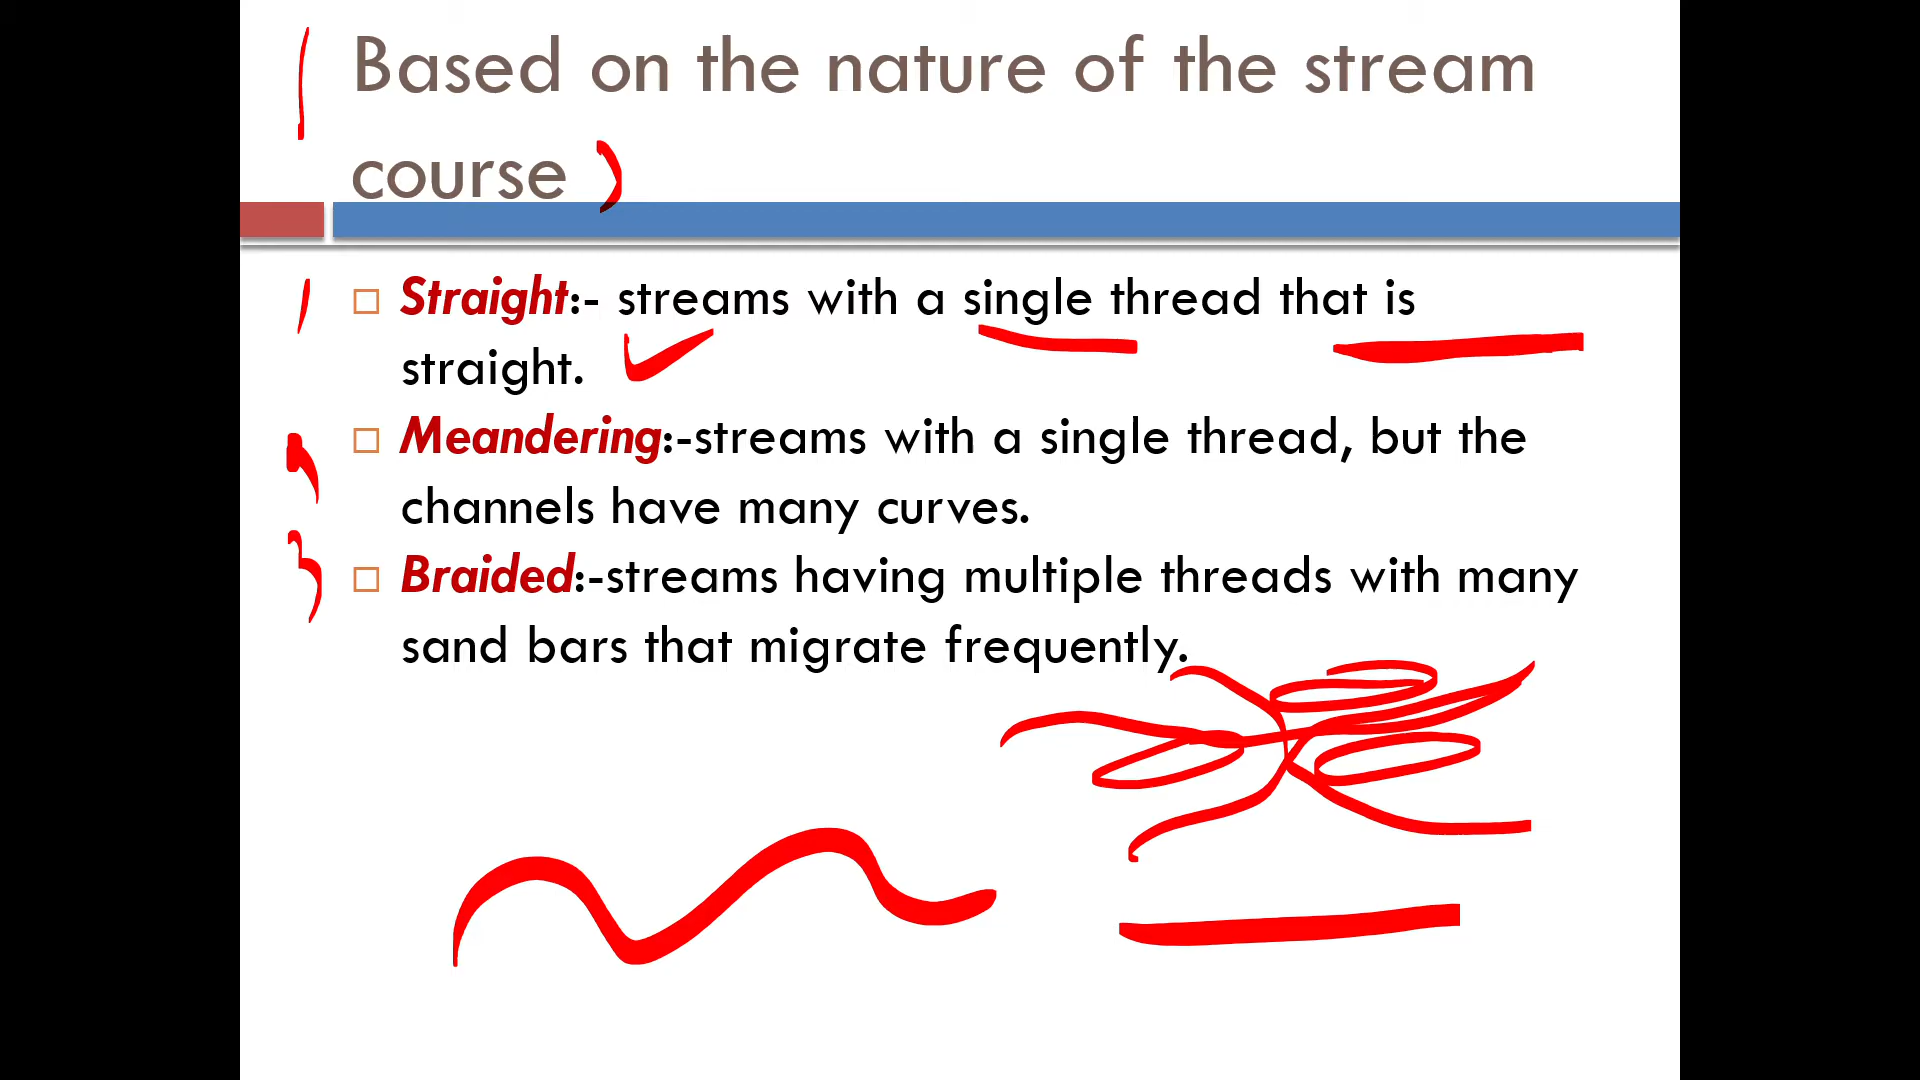 Based on the nature of the stream
course
Straight:- streams with a single thread that is
straight.
Meandering:-streams with a single thread, but the
channels have many curves.
Braided:-streams having multiple threads with many
sand bars that migrate frequently.